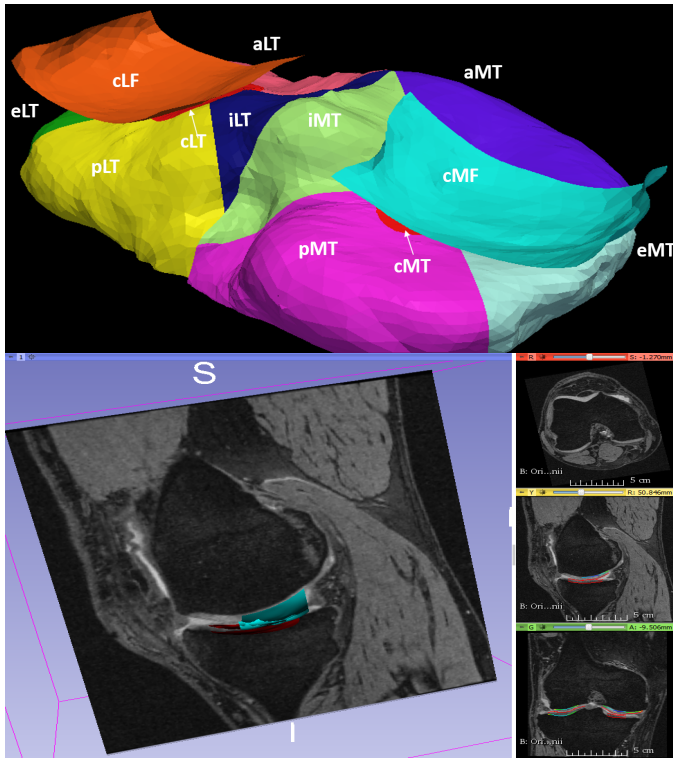 aLT
cLF
aMT
eLT
iLT
iMT
cLT
pLT
cMF
pMT
cMT
eMT
1
S
I
R S: -1.270mm
B: Ori...nii
5 cm
Y R: 50.846mm
B: Ori...nii
5 cm
G A: -9.506mm
B: Ori...nii
5 cm